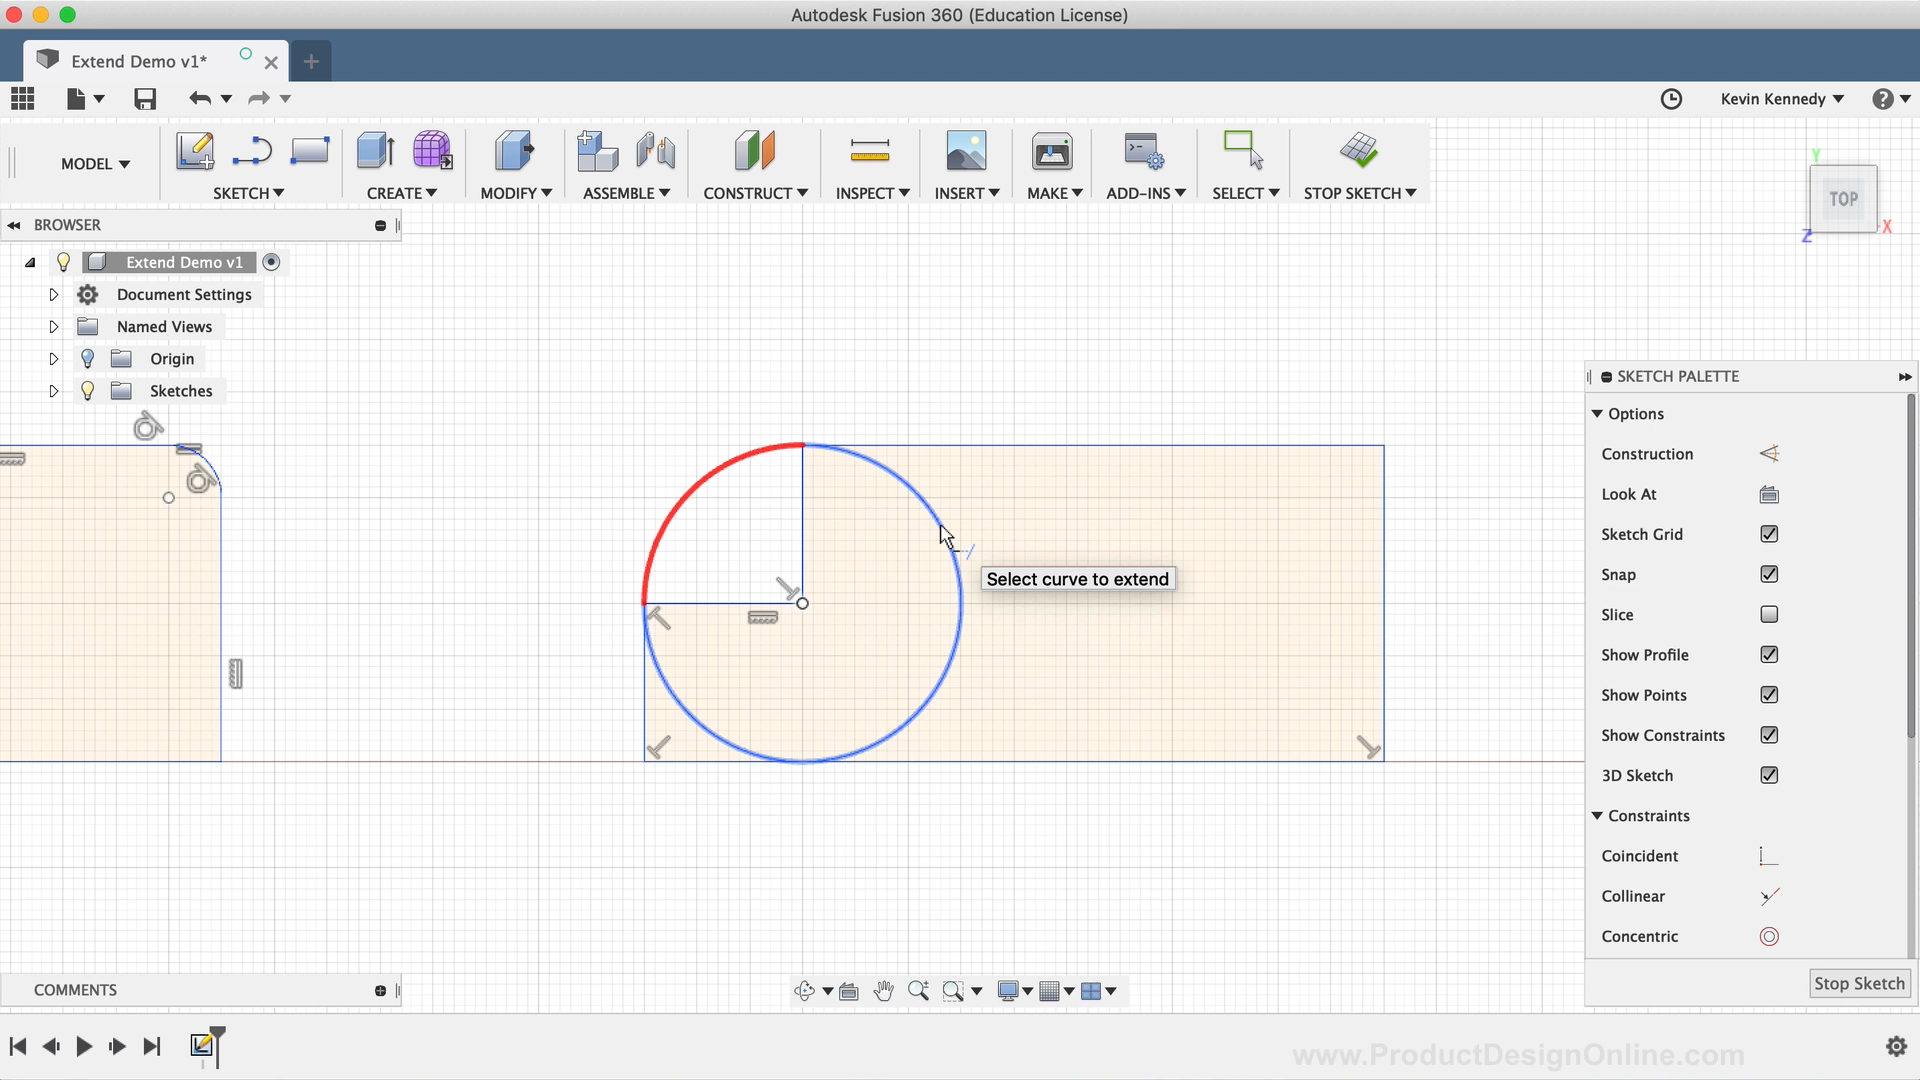 Autodesk Fusion 360 (Education License)
Extend Demo v1*
Kevin Kennedy
MODEL
SKETCH
CREATE
MODIFY
ASSEMBLE
CONSTRUCT
INSPECT
INSERT
MAKE
ADD-INS
SELECT
STOP SKETCH
Y
TOP
X
Z
BROWSER
Extend Demo v1
Document Settings
Named Views
Origin
Sketches
Select curve to extend
SKETCH PALETTE
Options
Construction
Look At
Sketch Grid
Snap
Slice
Show Profile
Show Points
Show Constraints
3D Sketch
Constraints
Coincident
Collinear
Concentric
Stop Sketch
COMMENTS
www.ProductDesignOnline.com